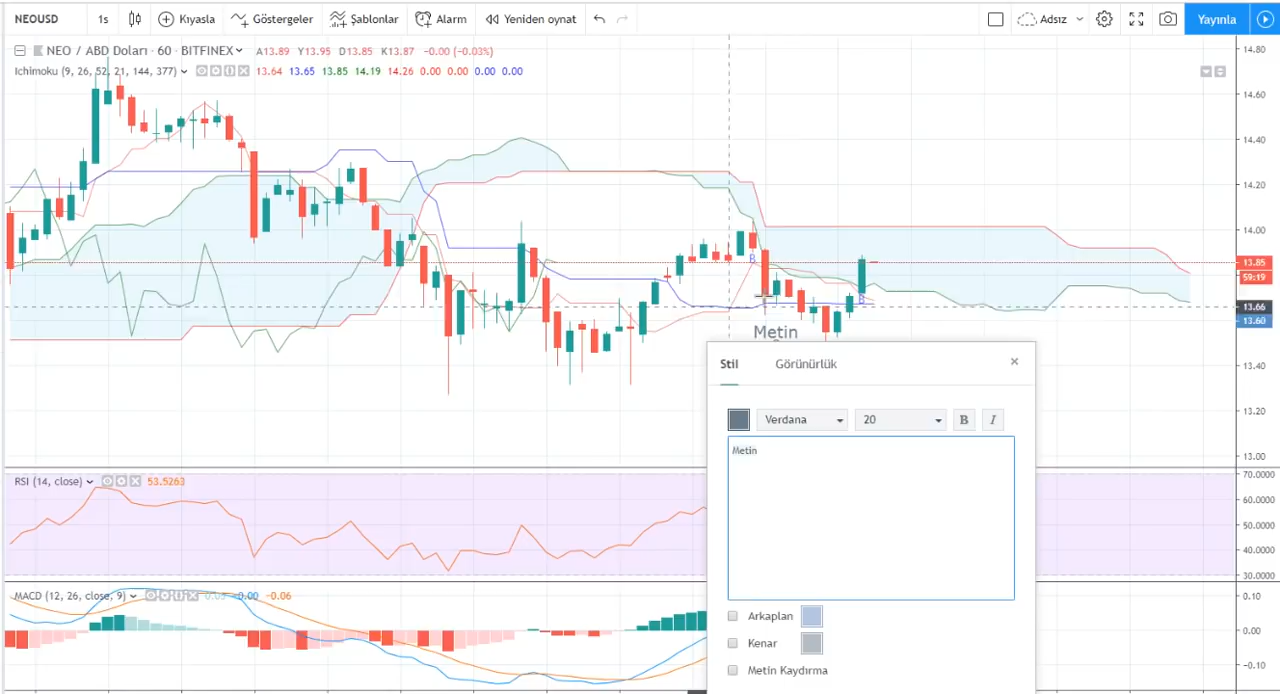 NEOUSD 1s Kıyasla Göstergeler Şablonlar Alarm Yeniden oynat Adsız Yayınla
NEO / ABD Doları · 60 · BITFINEX A13.89 Y13.95 D13.85 K13.87 -0.00 (-0.03%)
Ichimoku (9, 26, 52, 21, 144, 377) 13.64 13.65 13.85 14.19 14.26 0.00 0.00 0.00 0.00
14.80
14.60
14.40
14.20
14.00
13.85
59:19
13.66
13.60
13.40
13.20
13.00
B
B
Metin
Stil Görünürlük
Verdana 20 B I
Metin
Arkaplan
Kenar
Metin Kaydırma
RSI (14, close) 53.5263
70.0000
60.0000
50.0000
40.0000
30.0000
MACD (12, 26, close, 9) -0.00 -0.06
0.10
0.00
-0.10